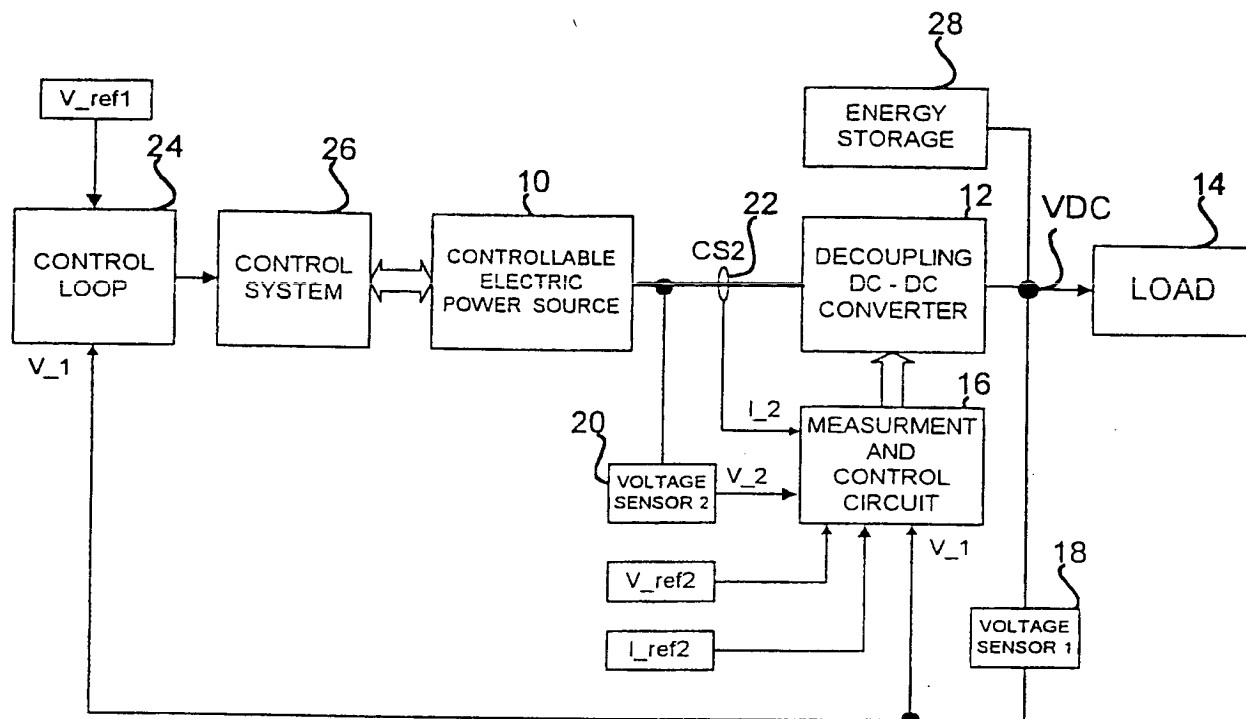 28
V_ref1
ENERGY
STORAGE
24
26
10
22
12
VDC
14
CONTROL
LOOP
CONTROL
SYSTEM
CONTROLLABLE
ELECTRIC
POWER SOURCE
CS2
DECOUPLING
DC - DC
CONVERTER
LOAD
V_1
I_2
16
MEASURMENT
AND
CONTROL
CIRCUIT
20
VOLTAGE
SENSOR 2
V_2
V_1
18
V_ref2
I_ref2
VOLTAGE
SENSOR 1